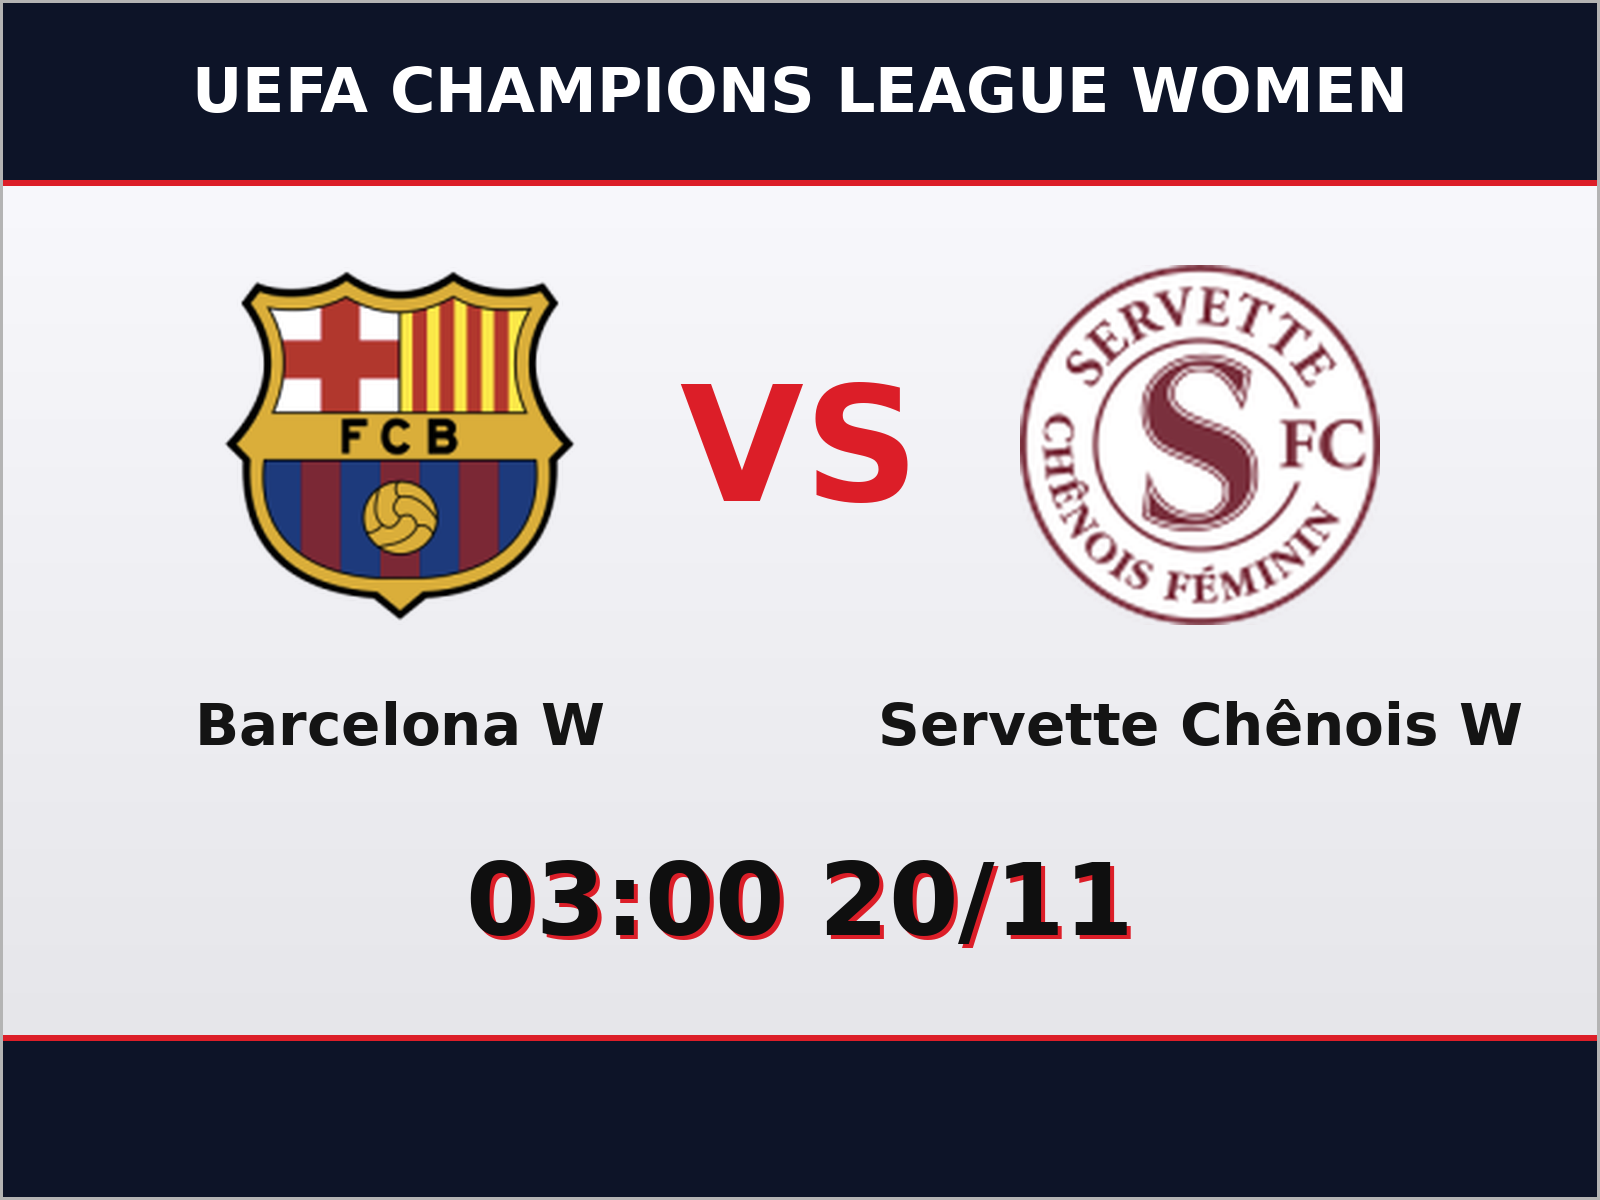 UEFA CHAMPIONS LEAGUE WOMEN
FCB
VS
SERVETTE
S
FC
CHÊNOIS FÉMININ
Barcelona W
Servette Chênois W
03:00 20/11